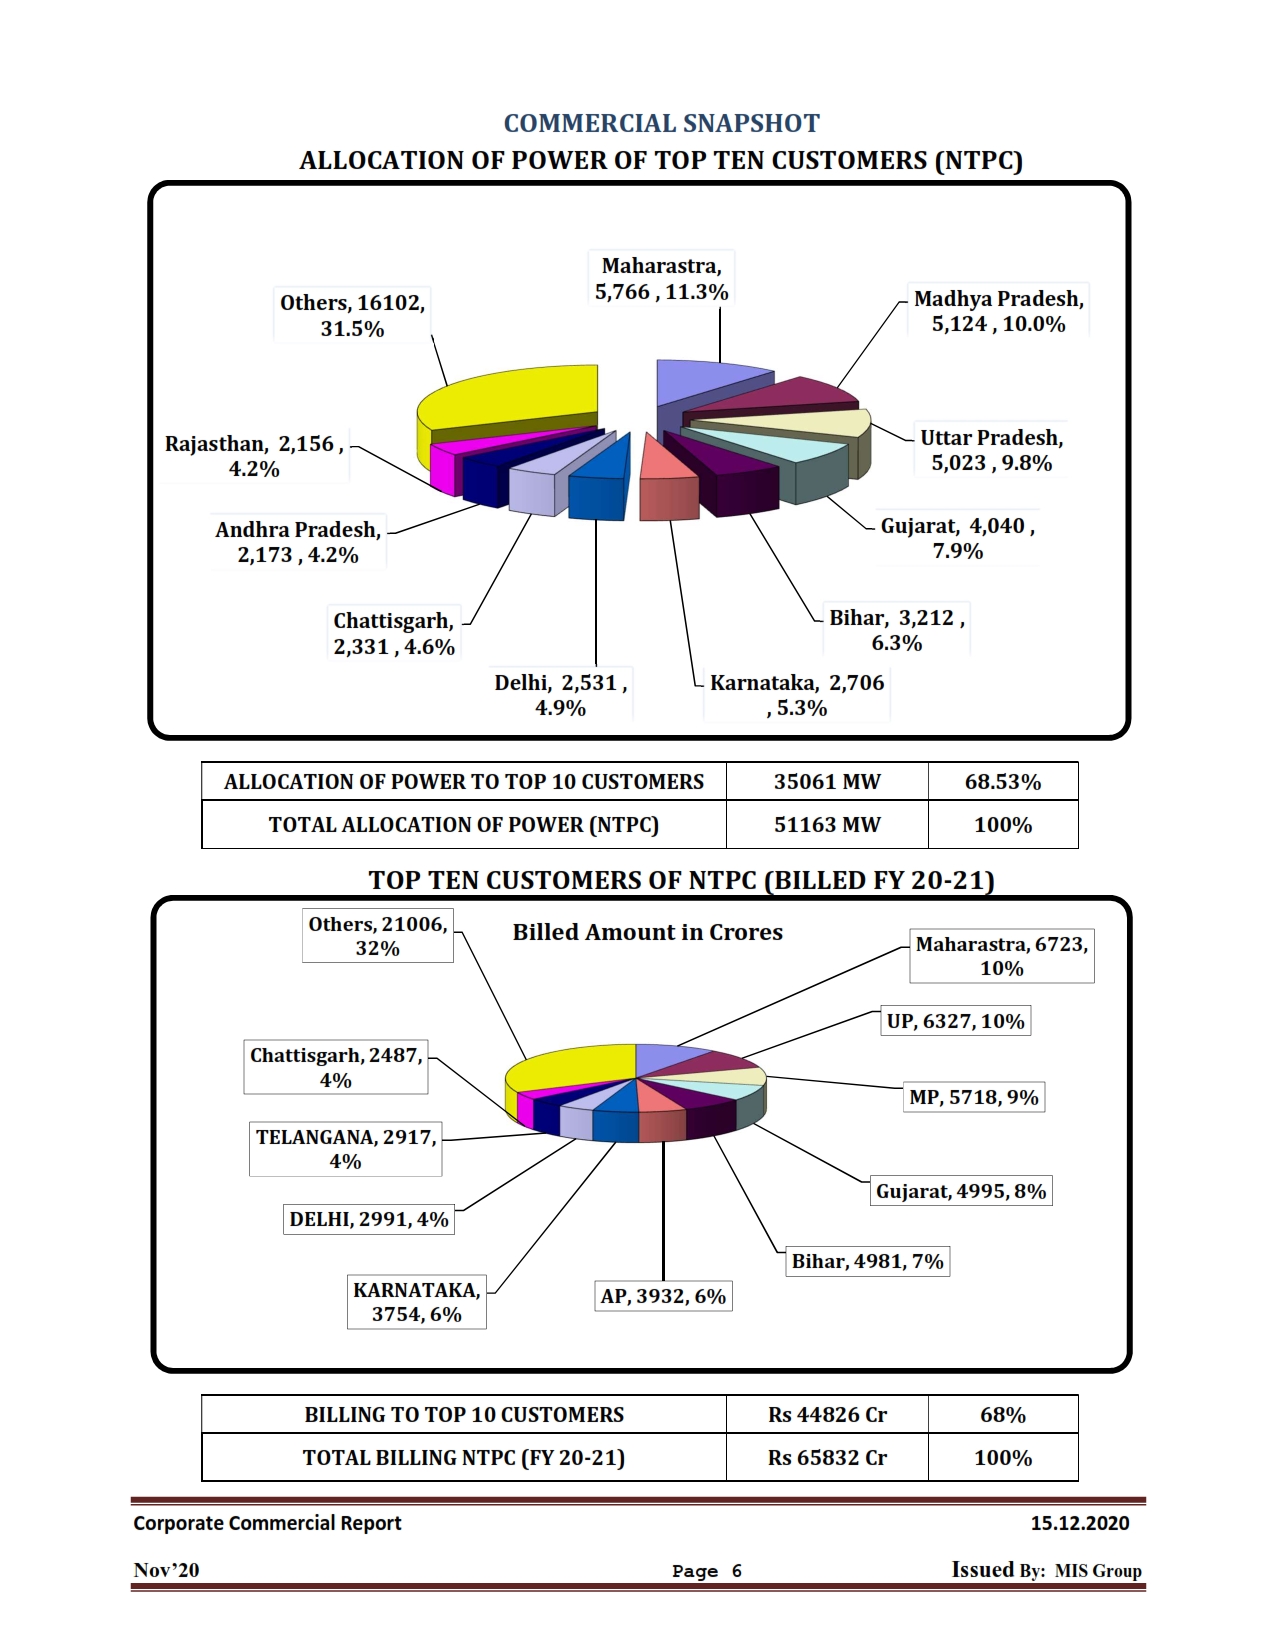 COMMERCIAL SNAPSHOT
ALLOCATION OF POWER OF TOP TEN CUSTOMERS (NTPC)
Maharastra,
5,766 , 11.3%
Madhya Pradesh,
5,124 , 10.0%
Uttar Pradesh,
5,023 , 9.8%
Gujarat, 4,040 ,
7.9%
Bihar, 3,212 ,
6.3%
Karnataka, 2,706
, 5.3%
Delhi, 2,531 ,
4.9%
Chattisgarh,
2,331 , 4.6%
Andhra Pradesh,
2,173 , 4.2%
Rajasthan, 2,156 ,
4.2%
Others, 16102,
31.5%
ALLOCATION OF POWER TO TOP 10 CUSTOMERS 35061 MW 68.53%
TOTAL ALLOCATION OF POWER (NTPC) 51163 MW 100%
TOP TEN CUSTOMERS OF NTPC (BILLED FY 20-21)
Billed Amount in Crores
Maharastra, 6723,
10%
UP, 6327, 10%
MP, 5718, 9%
Gujarat, 4995, 8%
Bihar, 4981, 7%
AP, 3932, 6%
KARNATAKA,
3754, 6%
DELHI, 2991, 4%
TELANGANA, 2917,
4%
Chattisgarh, 2487,
4%
Others, 21006,
32%
BILLING TO TOP 10 CUSTOMERS Rs 44826 Cr 68%
TOTAL BILLING NTPC (FY 20-21) Rs 65832 Cr 100%
Corporate Commercial Report 15.12.2020
Nov’20 Page 6 Issued By: MIS Group